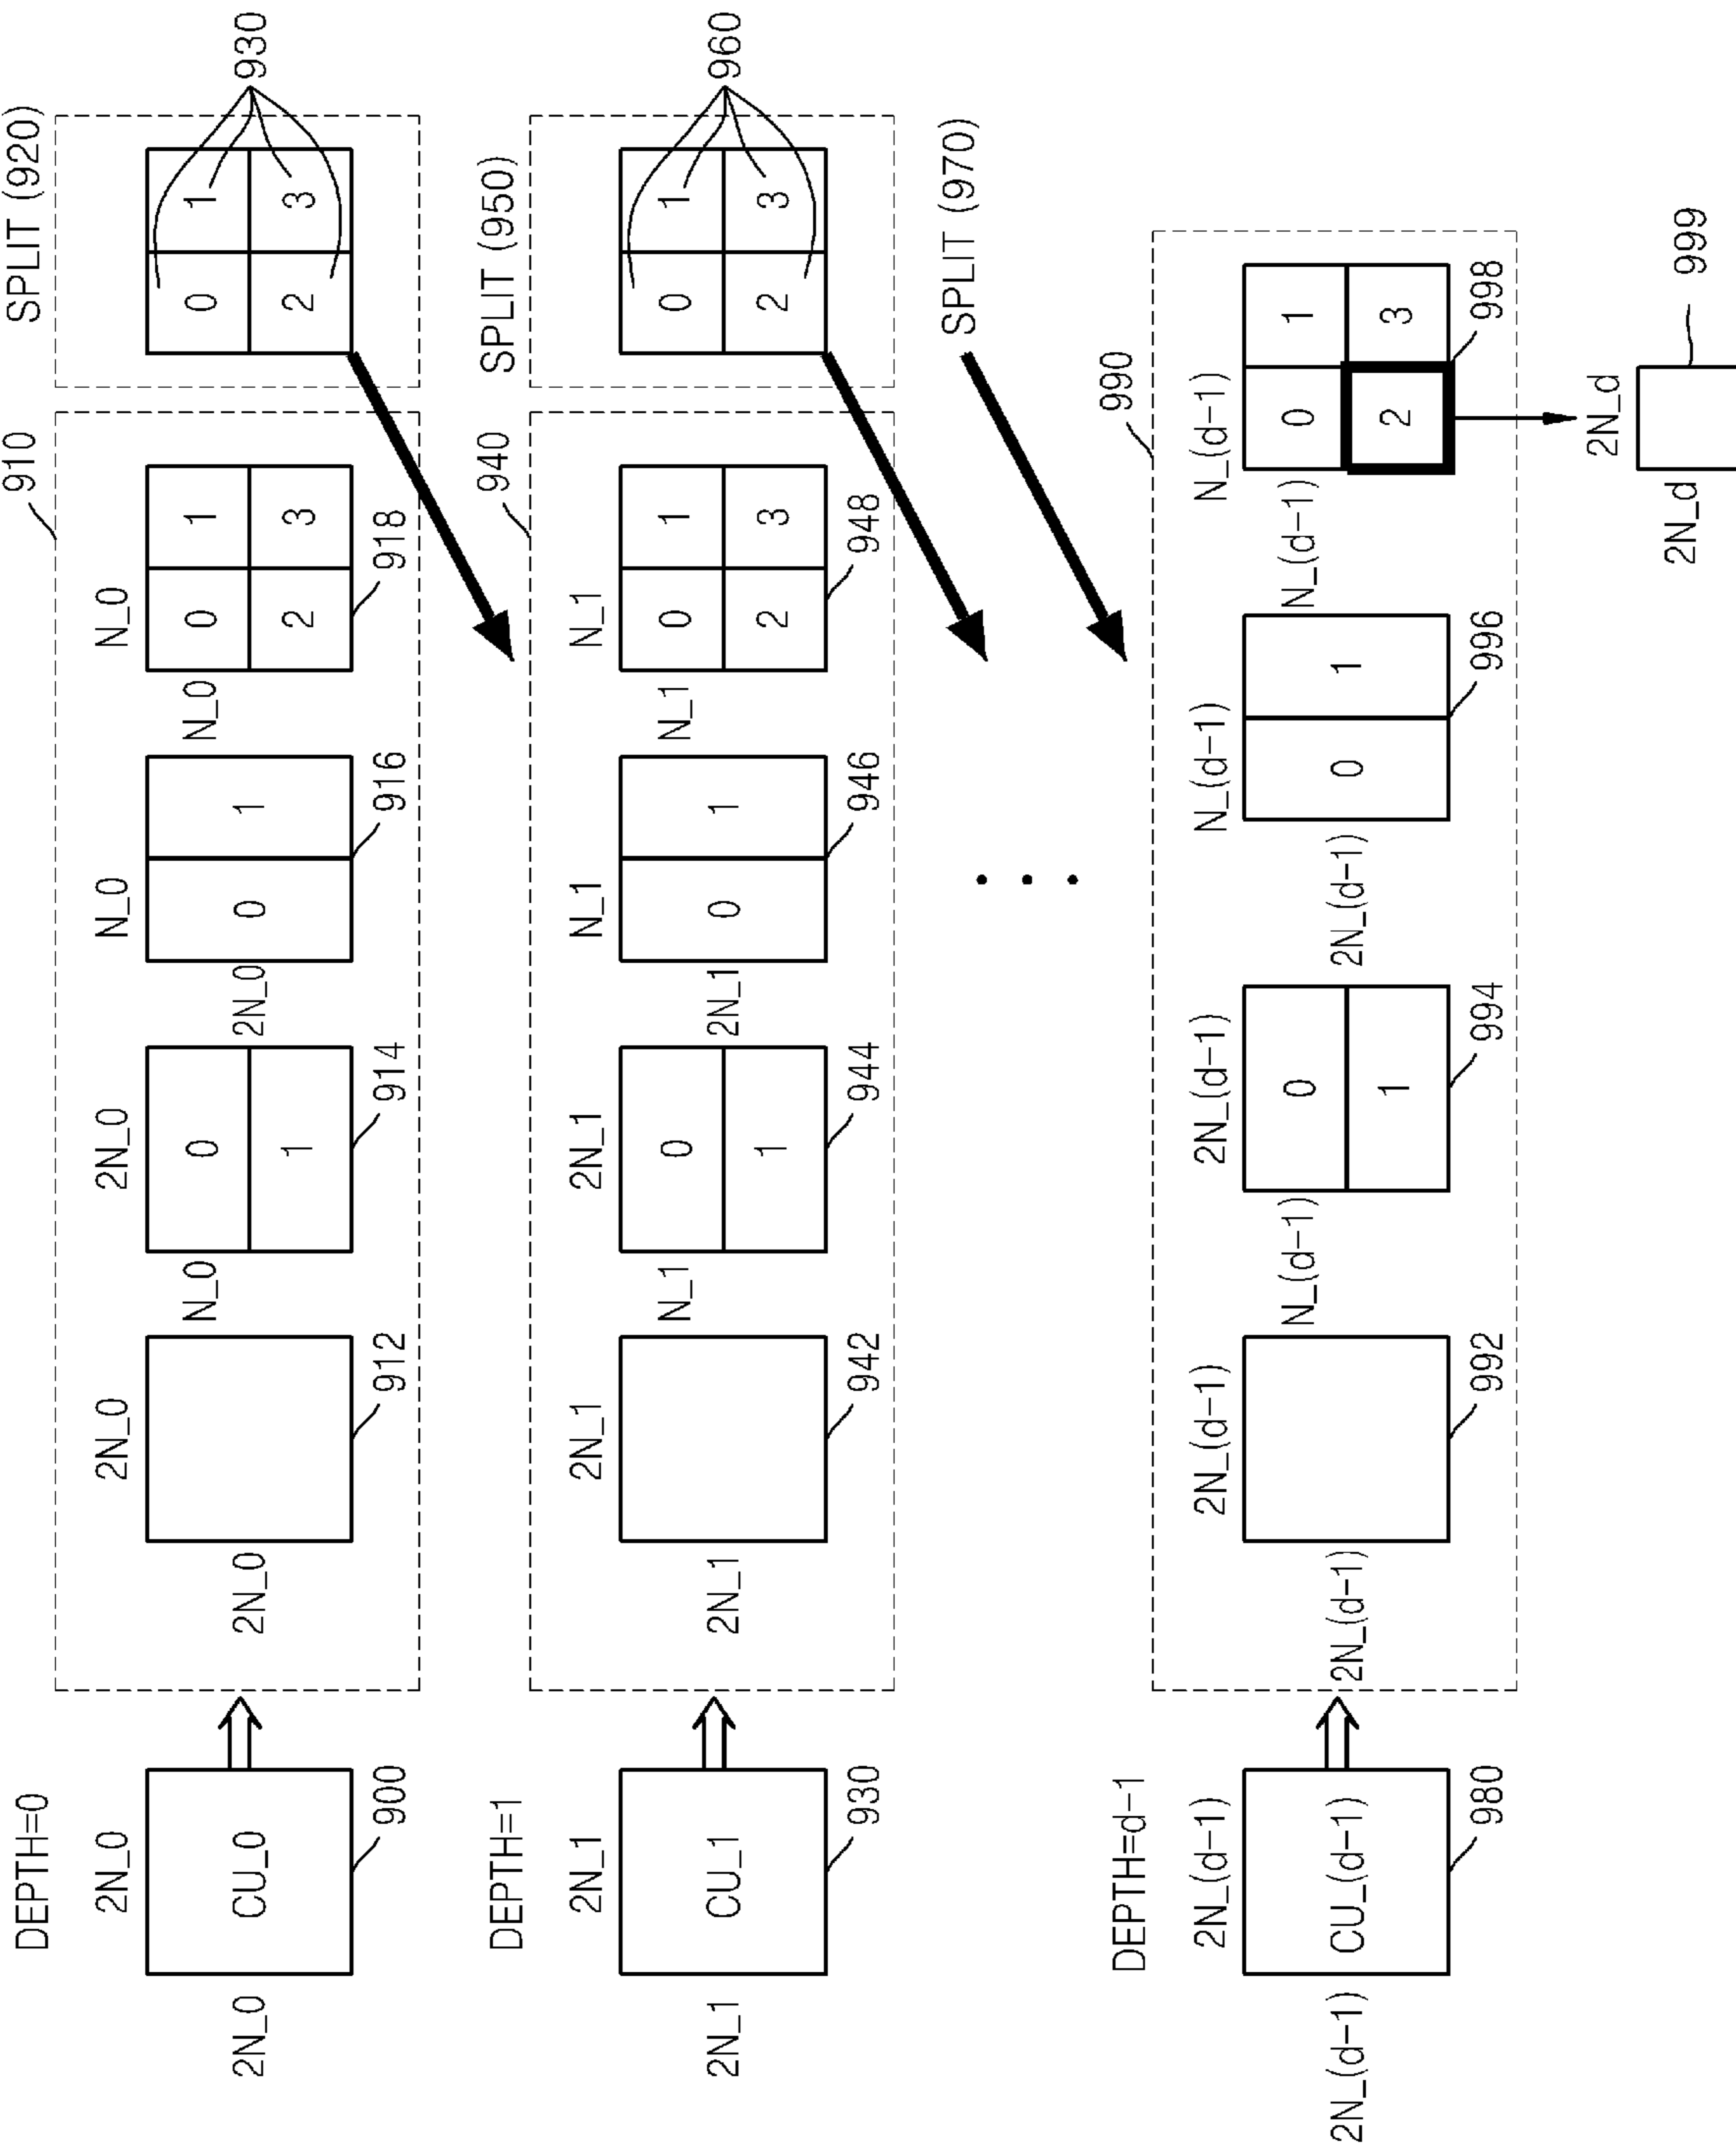 DEPTH=0
2N_0
2N_0
CU_0
900
910
2N_0
2N_0
912
2N_0
N_0
0
1
914
N_0
2N_0
0
1
916
N_0
N_0
0
1
2
3
918
SPLIT (920)
0
1
2
3
930
DEPTH=1
2N_1
2N_1
CU_1
930
940
2N_1
2N_1
942
2N_1
N_1
0
1
944
N_1
2N_1
0
1
946
N_1
N_1
0
1
2
3
948
SPLIT (950)
0
1
2
3
960
SPLIT (970)
DEPTH=d-1
2N_(d-1)
2N_(d-1)
CU_(d-1)
980
990
2N_(d-1)
2N_(d-1)
992
2N_(d-1)
N_(d-1)
0
1
994
N_(d-1)
2N_(d-1)
0
1
996
N_(d-1)
N_(d-1)
0
1
2
3
998
2N_d
2N_d
999